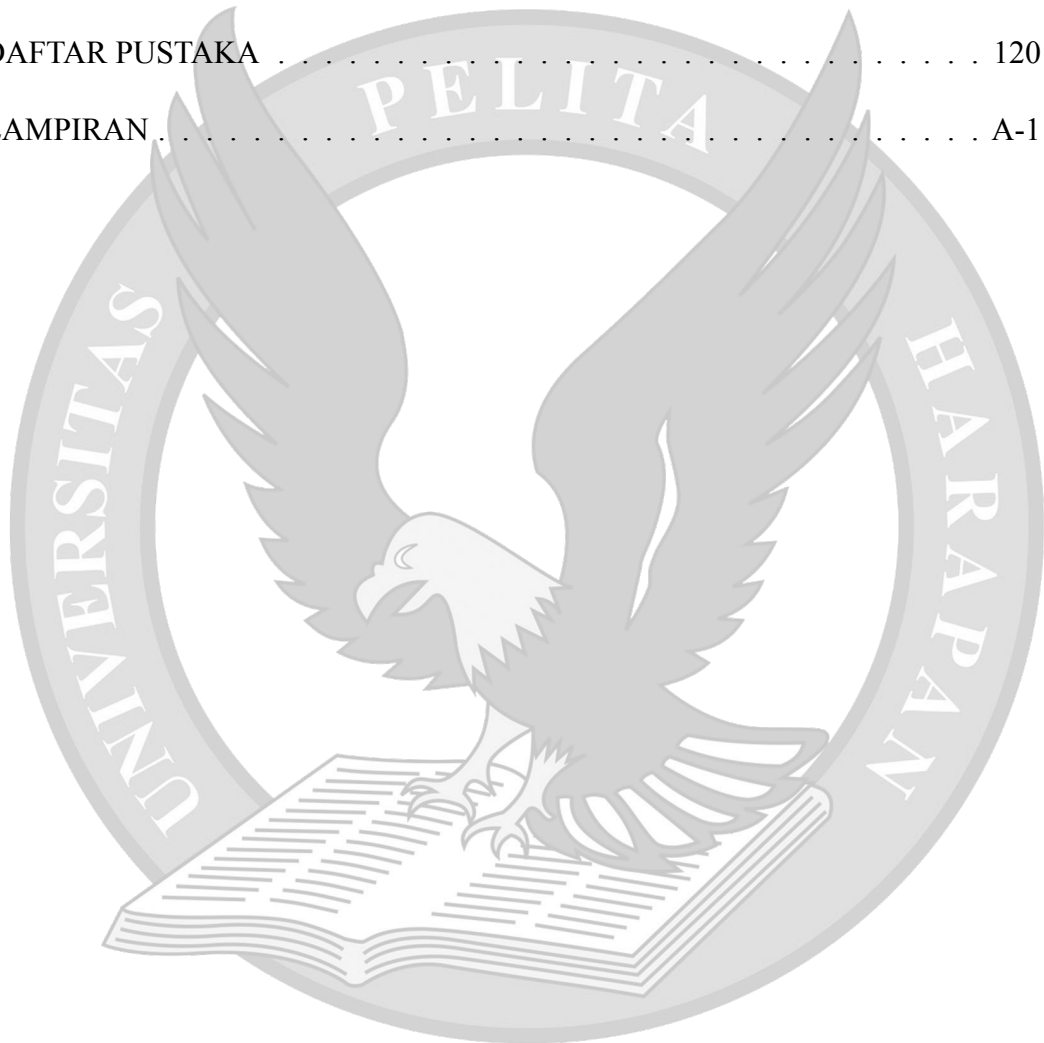 DAFTAR PUSTAKA . . . . . . . . . . . . . . . . . . . . . . . . . . . . . . 120
LAMPIRAN . . . . . . . . . . . . . . . . . . . . . . . . . . . . . . . . . . . A-1
UNIVERSITAS PELITA HARAPAN